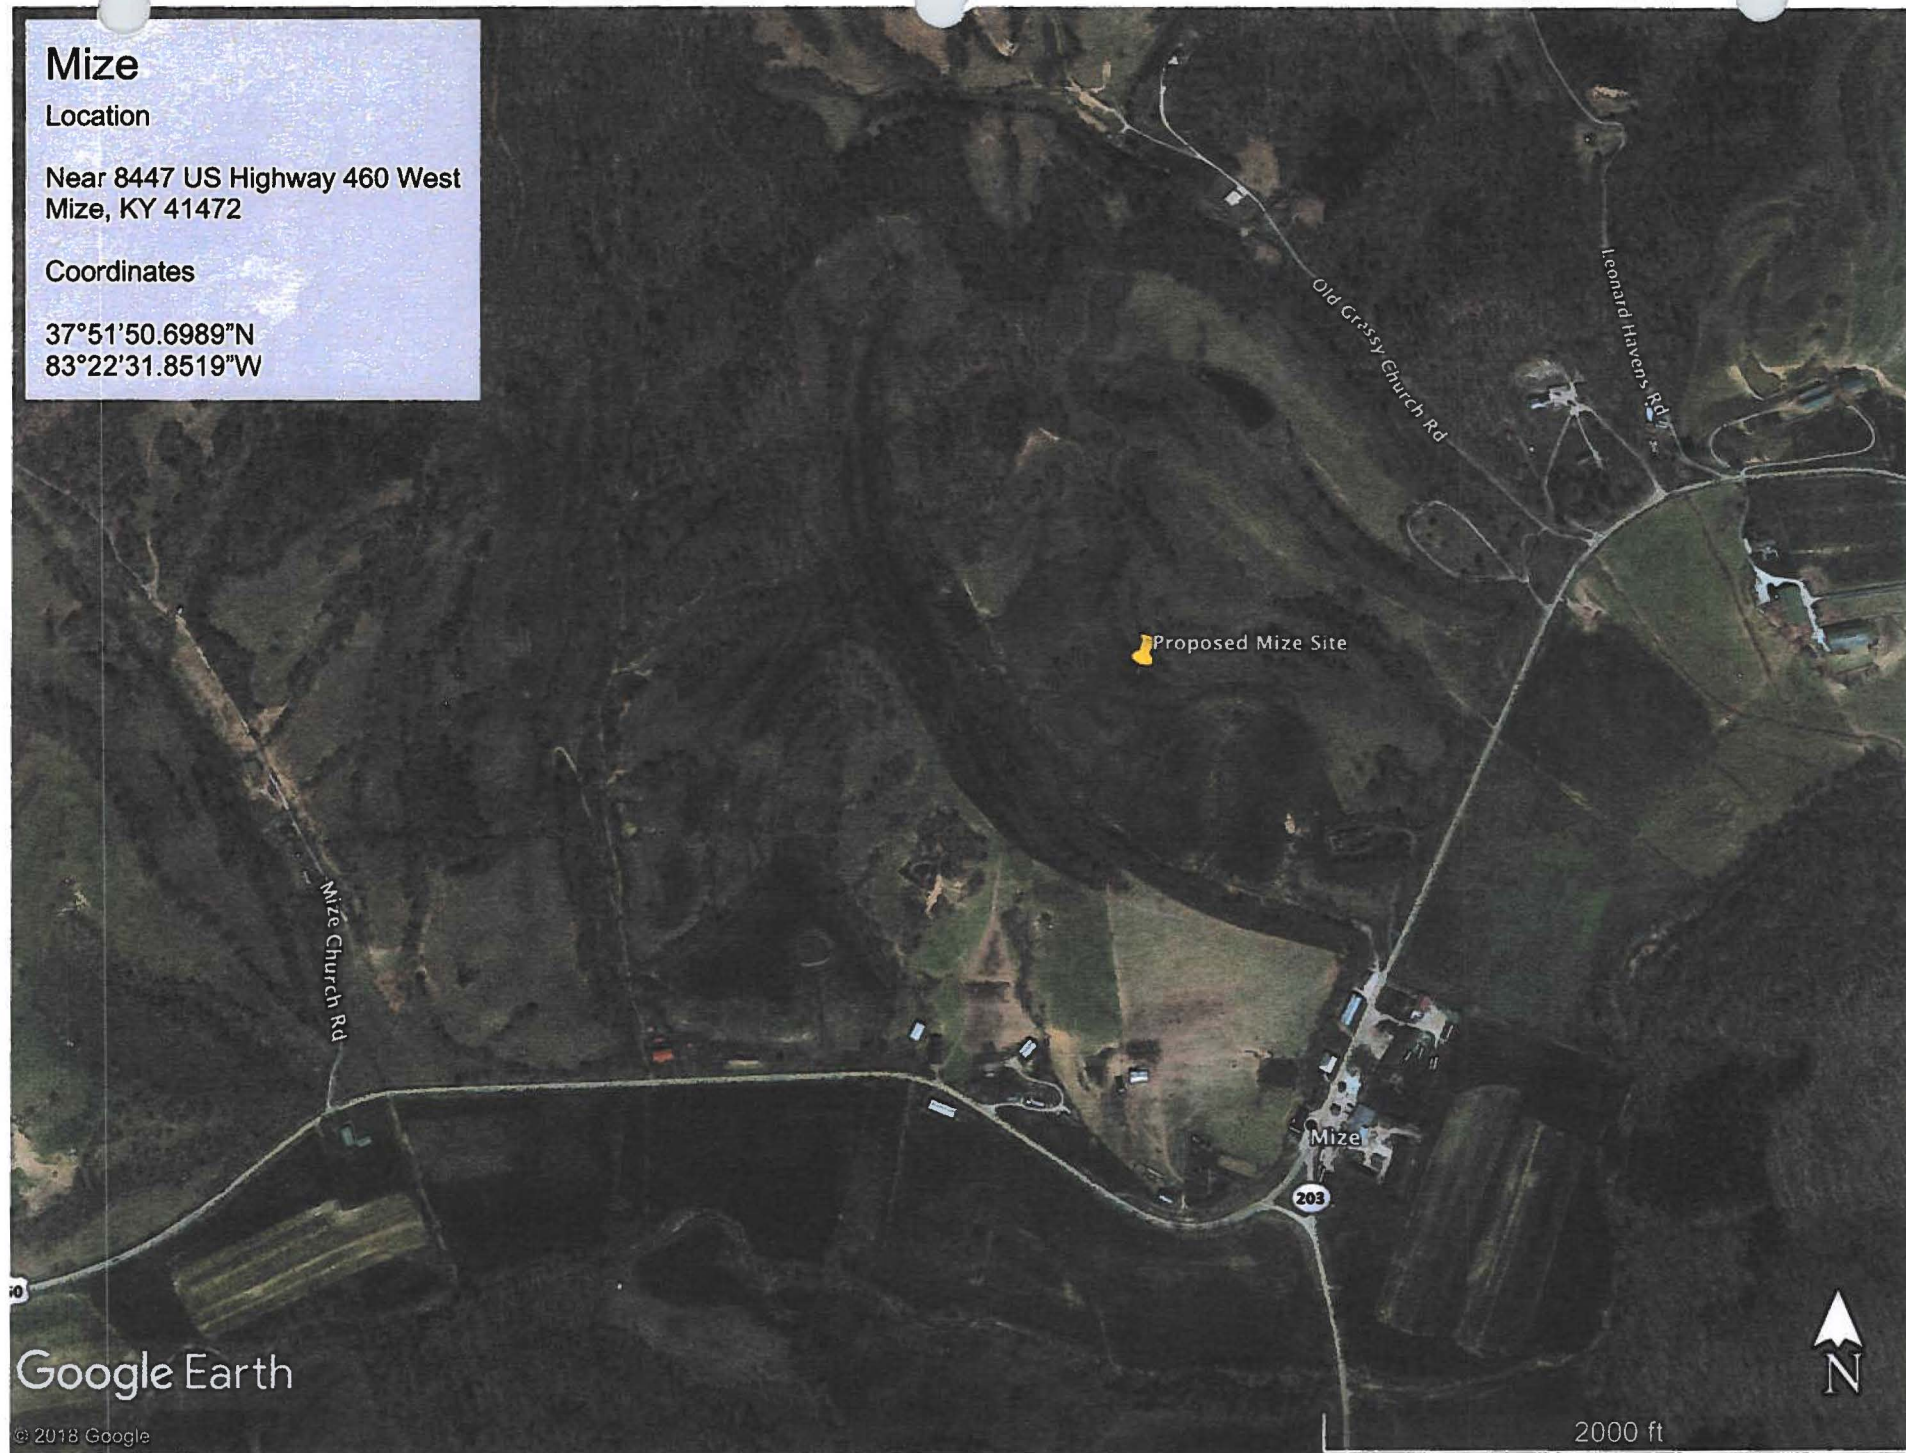 Mize
Location
Near 8447 US Highway 460 West
Mize, KY 41472
Coordinates
37°51'50.6989”N
83°22'31.8519”W
Old Grassy Church Rd
Leonard Havens Rd
Proposed Mize Site
Mize Church Rd
Mize
203
60
Google Earth
N
© 2018 Google
2000 ft